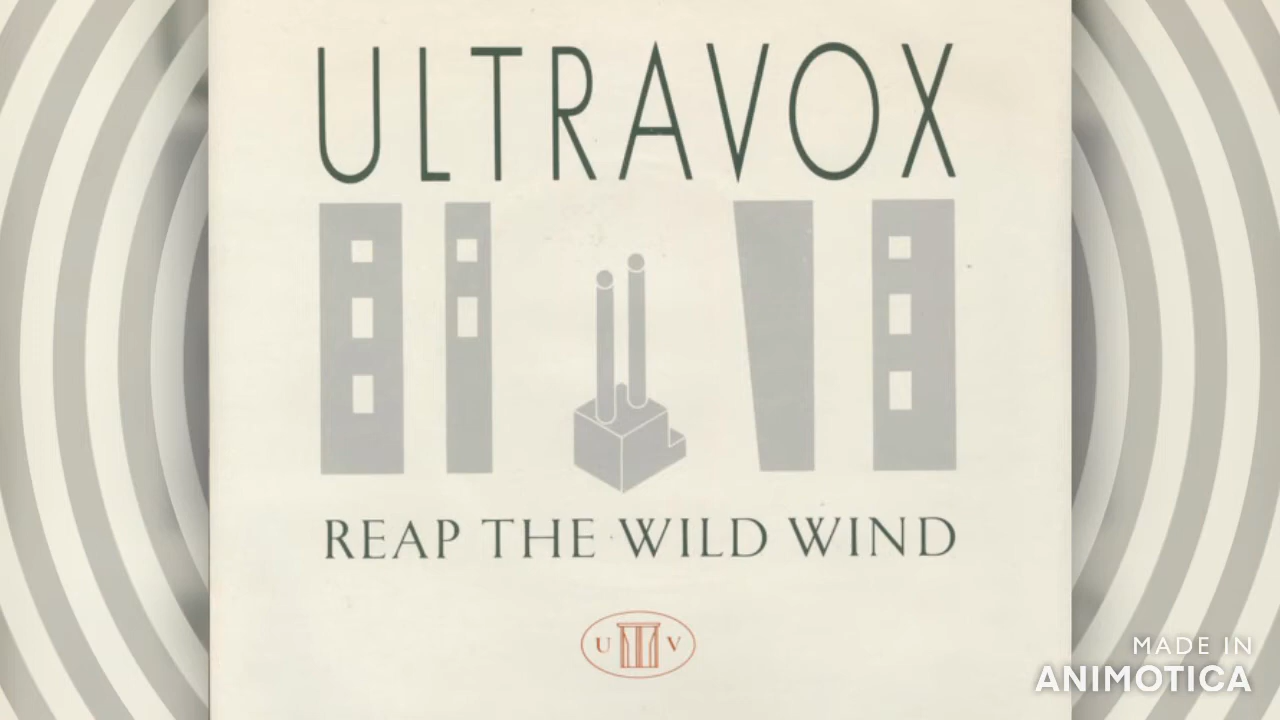 ULTRAVOX
REAP THE WILD WIND
U V
MADE IN
ANIMOTICA